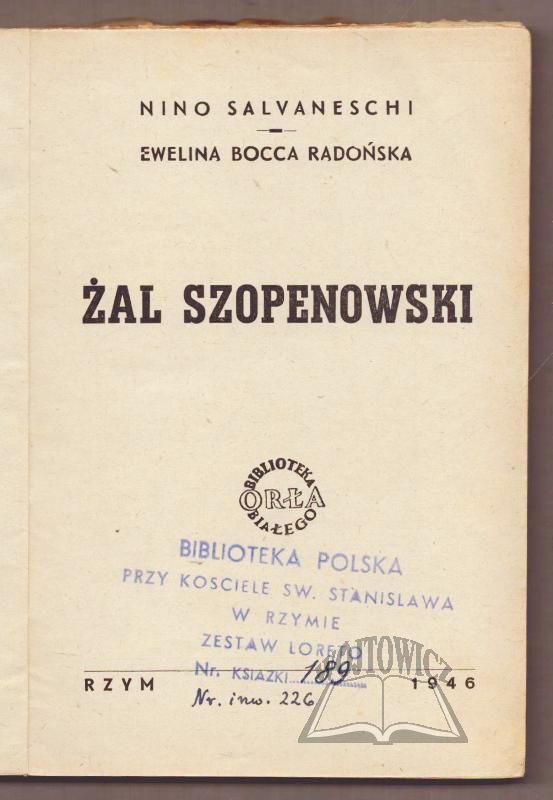 NINO SALVANESCHI
EWELINA BOCCA RADOŃSKA
ŻAL SZOPENOWSKI
BIBLIOTEKA
ORŁA
BIAŁEGO
BIBLIOTEKA POLSKA
PRZY KOSCIELE SW. STANISLAWA
W RZYMIE
ZESTAW LORETO
WÓJTOWICZ
Nr. KSIAZKI 189
RZYM 1946
Nr. inw. 226